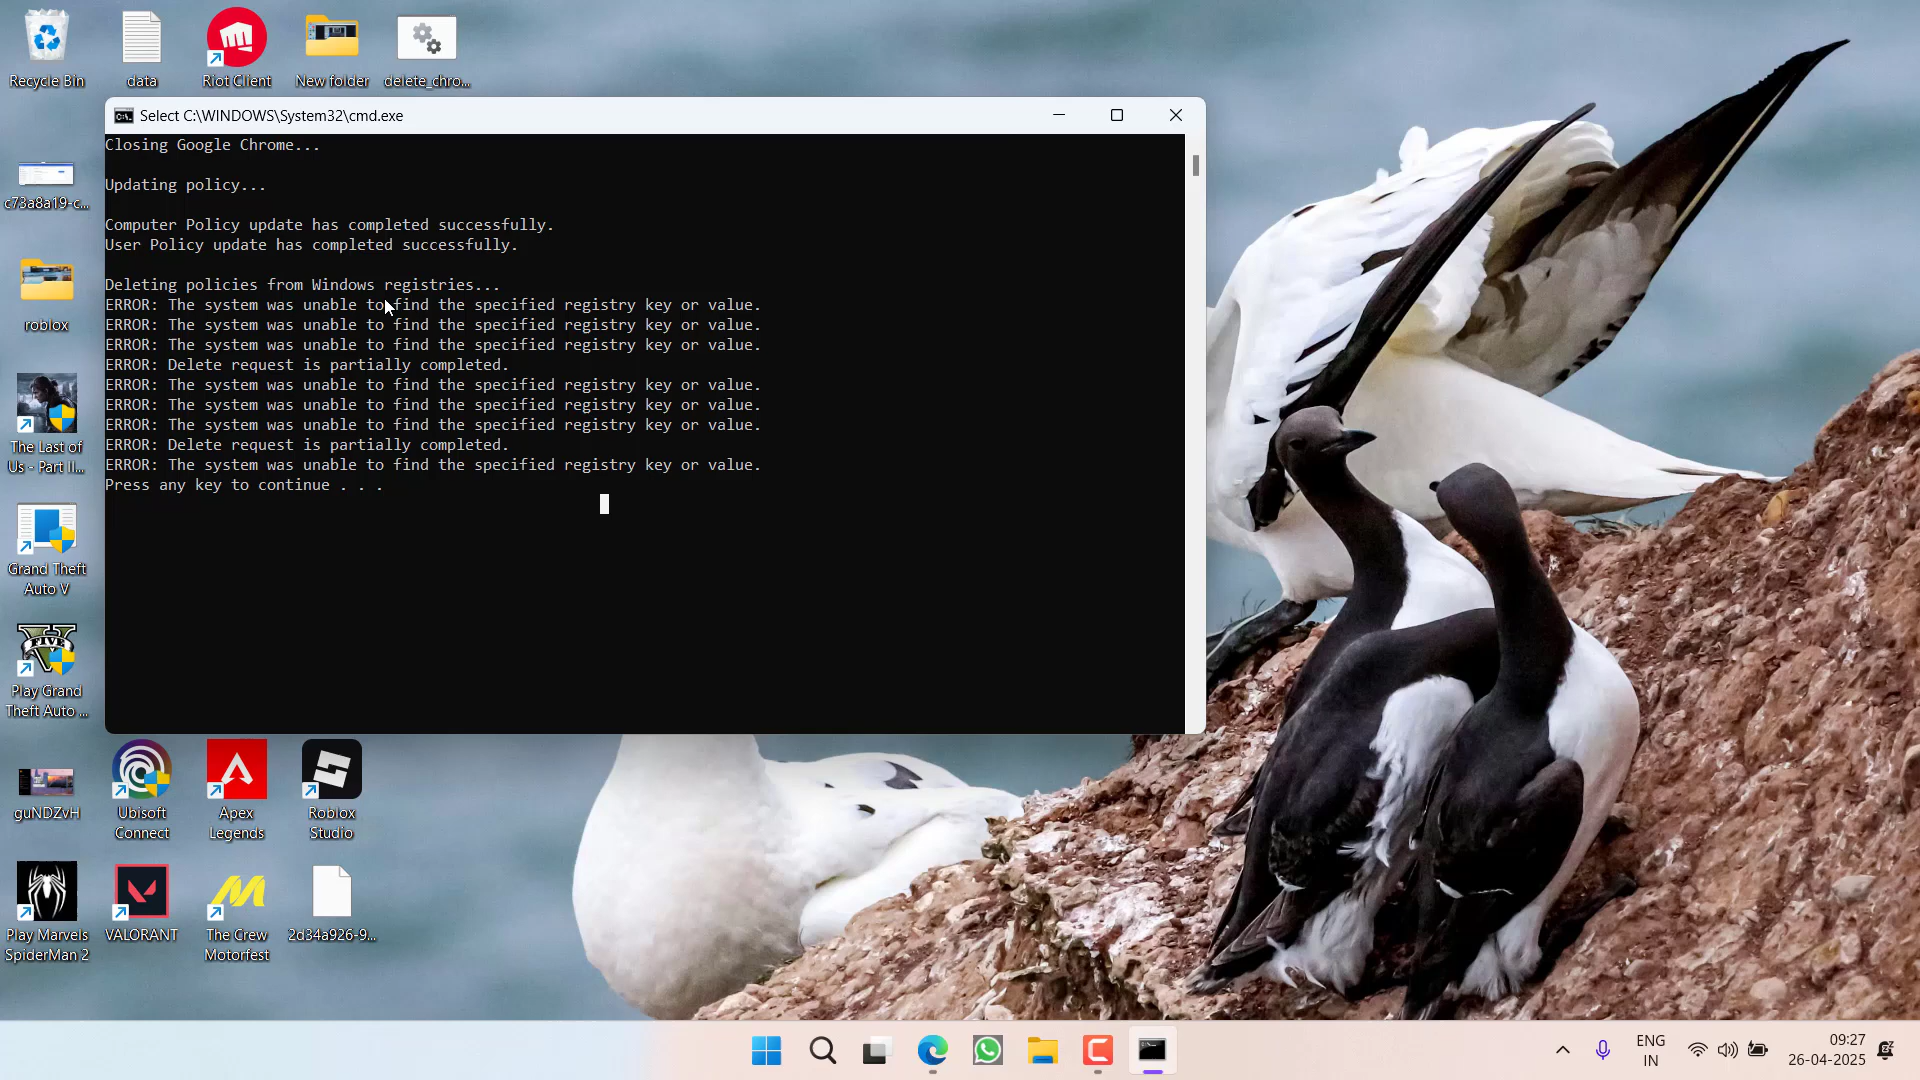 Recycle Bin
data
Riot Client
New folder
delete_chro...
Select C:\WINDOWS\System32\cmd.exe
Closing Google Chrome...
Updating policy...
Computer Policy update has completed successfully.
User Policy update has completed successfully.
Deleting policies from Windows registries...
ERROR: The system was unable to find the specified registry key or value.
ERROR: The system was unable to find the specified registry key or value.
ERROR: The system was unable to find the specified registry key or value.
ERROR: Delete request is partially completed.
ERROR: The system was unable to find the specified registry key or value.
ERROR: The system was unable to find the specified registry key or value.
ERROR: The system was unable to find the specified registry key or value.
ERROR: Delete request is partially completed.
ERROR: The system was unable to find the specified registry key or value.
Press any key to continue . . .
c73a8a19-c...
roblox
The Last of
Us - Part II...
Grand Theft
Auto V
FIVE
Play Grand
Theft Auto ...
guNDZvH
Ubisoft
Connect
Apex
Legends
Roblox
Studio
Play Marvels
SpiderMan 2
VALORANT
The Crew
Motorfest
2d34a926-9...
ENG
IN
09:27
26-04-2025